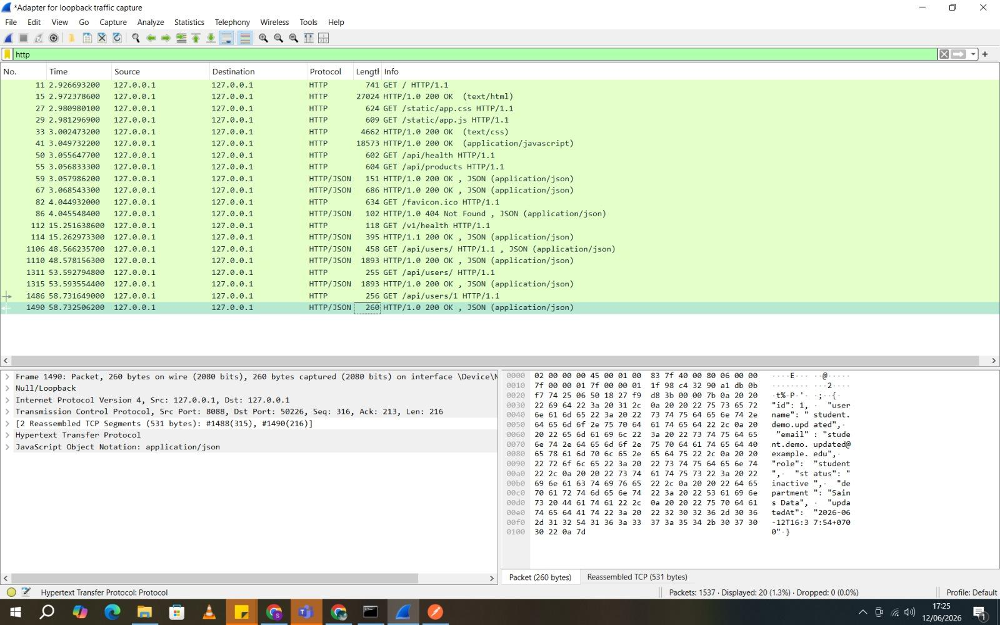 *Adapter for loopback traffic capture
File Edit View Go Capture Analyze Statistics Telephony Wireless Tools Help
http
No. Time Source Destination Protocol Length Info
11 2.926693200 127.0.0.1 127.0.0.1 HTTP 741 GET / HTTP/1.1
15 2.972378600 127.0.0.1 127.0.0.1 HTTP 27024 HTTP/1.0 200 OK (text/html)
27 2.980980100 127.0.0.1 127.0.0.1 HTTP 624 GET /static/app.css HTTP/1.1
29 2.981296900 127.0.0.1 127.0.0.1 HTTP 609 GET /static/app.js HTTP/1.1
33 3.002473200 127.0.0.1 127.0.0.1 HTTP 4662 HTTP/1.0 200 OK (text/css)
41 3.049732200 127.0.0.1 127.0.0.1 HTTP 18573 HTTP/1.0 200 OK (application/javascript)
50 3.055647700 127.0.0.1 127.0.0.1 HTTP 602 GET /api/health HTTP/1.1
55 3.056833300 127.0.0.1 127.0.0.1 HTTP 604 GET /api/products HTTP/1.1
59 3.057986200 127.0.0.1 127.0.0.1 HTTP/JSON 151 HTTP/1.0 200 OK , JSON (application/json)
67 3.068543300 127.0.0.1 127.0.0.1 HTTP/JSON 686 HTTP/1.0 200 OK , JSON (application/json)
82 4.044932000 127.0.0.1 127.0.0.1 HTTP 634 GET /favicon.ico HTTP/1.1
86 4.045548400 127.0.0.1 127.0.0.1 HTTP/JSON 102 HTTP/1.0 404 Not Found , JSON (application/json)
112 15.251638600 127.0.0.1 127.0.0.1 HTTP 118 GET /v1/health HTTP/1.1
114 15.262973300 127.0.0.1 127.0.0.1 HTTP/JSON 395 HTTP/1.1 200 OK , JSON (application/json)
1106 48.566235700 127.0.0.1 127.0.0.1 HTTP/JSON 458 GET /api/users/ HTTP/1.1 , JSON (application/json)
1110 48.578156300 127.0.0.1 127.0.0.1 HTTP/JSON 1893 HTTP/1.0 200 OK , JSON (application/json)
1311 53.592794800 127.0.0.1 127.0.0.1 HTTP 255 GET /api/users/ HTTP/1.1
1315 53.593554400 127.0.0.1 127.0.0.1 HTTP/JSON 1893 HTTP/1.0 200 OK , JSON (application/json)
1486 58.731649000 127.0.0.1 127.0.0.1 HTTP 256 GET /api/users/1 HTTP/1.1
1490 58.732506200 127.0.0.1 127.0.0.1 HTTP/JSON 260 HTTP/1.0 200 OK , JSON (application/json)
Frame 1490: Packet, 260 bytes on wire (2080 bits), 260 bytes captured (2080 bits) on interface \Device\N
Null/Loopback
Internet Protocol Version 4, Src: 127.0.0.1, Dst: 127.0.0.1
Transmission Control Protocol, Src Port: 8088, Dst Port: 50226, Seq: 316, Ack: 213, Len: 216
[2 Reassembled TCP Segments (531 bytes): #1488(315), #1490(216)]
Hypertext Transfer Protocol
JavaScript Object Notation: application/json
0000 02 00 00 00 45 00 01 00 83 7f 40 00 80 06 00 00 ····E··· ··@·····
0010 7f 00 00 01 7f 00 00 01 1f 98 c4 32 90 a1 db 0b ········ ···2····
0020 f7 74 25 06 50 18 27 f9 d8 3b 00 00 7b 0a 20 20 ·t%·P·'· ·;··{·
0030 22 69 64 22 3a 20 31 2c 0a 20 20 22 75 73 65 72 "id": 1, · "user
0040 6e 61 6d 65 22 3a 20 22 73 74 75 64 65 6e 74 2e name": " student.
0050 64 65 6d 6f 2e 75 70 64 61 74 65 64 22 2c 0a 20 demo.upd ated",·
0060 20 22 65 6d 61 69 6c 22 3a 20 22 73 74 75 64 65 "email" : "stude
0070 6e 74 2e 64 65 6d 6f 2e 75 70 64 61 74 65 64 40 nt.demo. updated@
0080 65 78 61 6d 70 6c 65 2e 65 64 75 22 2c 0a 20 20 example. edu",·
0090 22 72 6f 6c 65 22 3a 20 22 73 74 75 64 65 6e 74 "role": "student
00a0 22 2c 0a 20 20 22 73 74 61 74 75 73 22 3a 20 22 ",· "st atus": "
00b0 69 6e 61 63 74 69 76 65 22 2c 0a 20 20 22 64 65 inactive ",· "de
00c0 70 61 72 74 6d 65 6e 74 22 3a 20 22 53 61 69 6e partment ": "Sain
00d0 73 20 44 61 74 61 22 2c 0a 20 20 22 75 70 64 61 s Data", · "upda
00e0 74 65 64 41 74 22 3a 20 22 32 30 32 36 2d 30 36 tedAt": "2026-06
00f0 2d 31 32 54 31 36 3a 33 37 3a 35 34 2b 30 37 30 -12T16:3 7:54+070
0100 30 22 0a 7d 0"·}
Packet (260 bytes) Reassembled TCP (531 bytes)
Hypertext Transfer Protocol: Protocol Packets: 1537 · Displayed: 20 (1.3%) · Dropped: 0 (0.0%) Profile: Default
17:25
12/06/2026
1